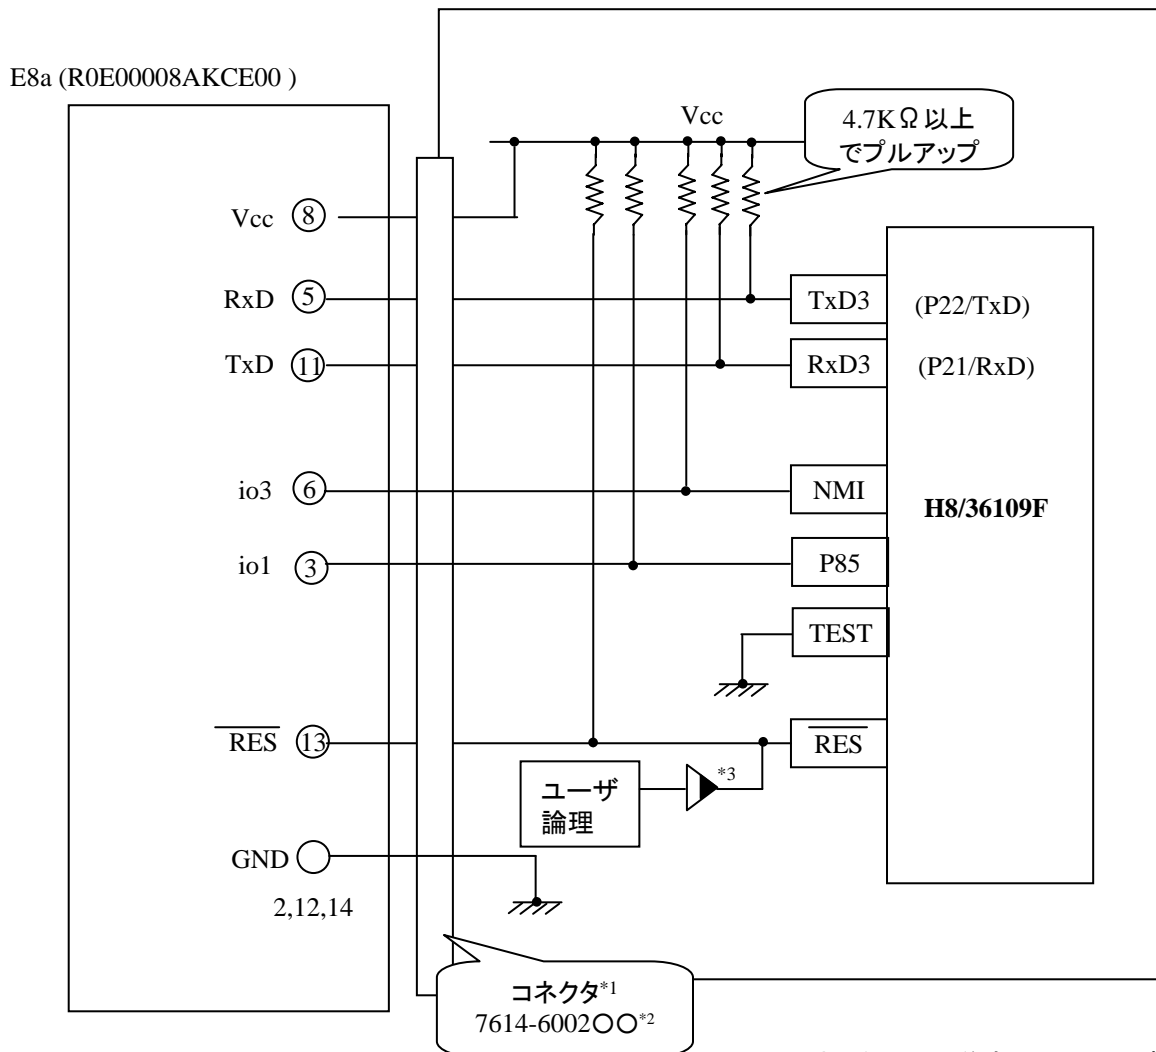 E8a (R0E00008AKCE00 )
Vcc
4.7KΩ以上
でプルアップ
Vcc ⑧
RxD ⑤
TxD3
(P22/TxD)
TxD ⑪
RxD3
(P21/RxD)
io3 ⑥
NMI
H8/36109F
io1 ③
P85
TEST
RES ⑬
RES
*3
ユーザ
論理
GND
2,12,14
コネクタ*1
7614-6002○○*2